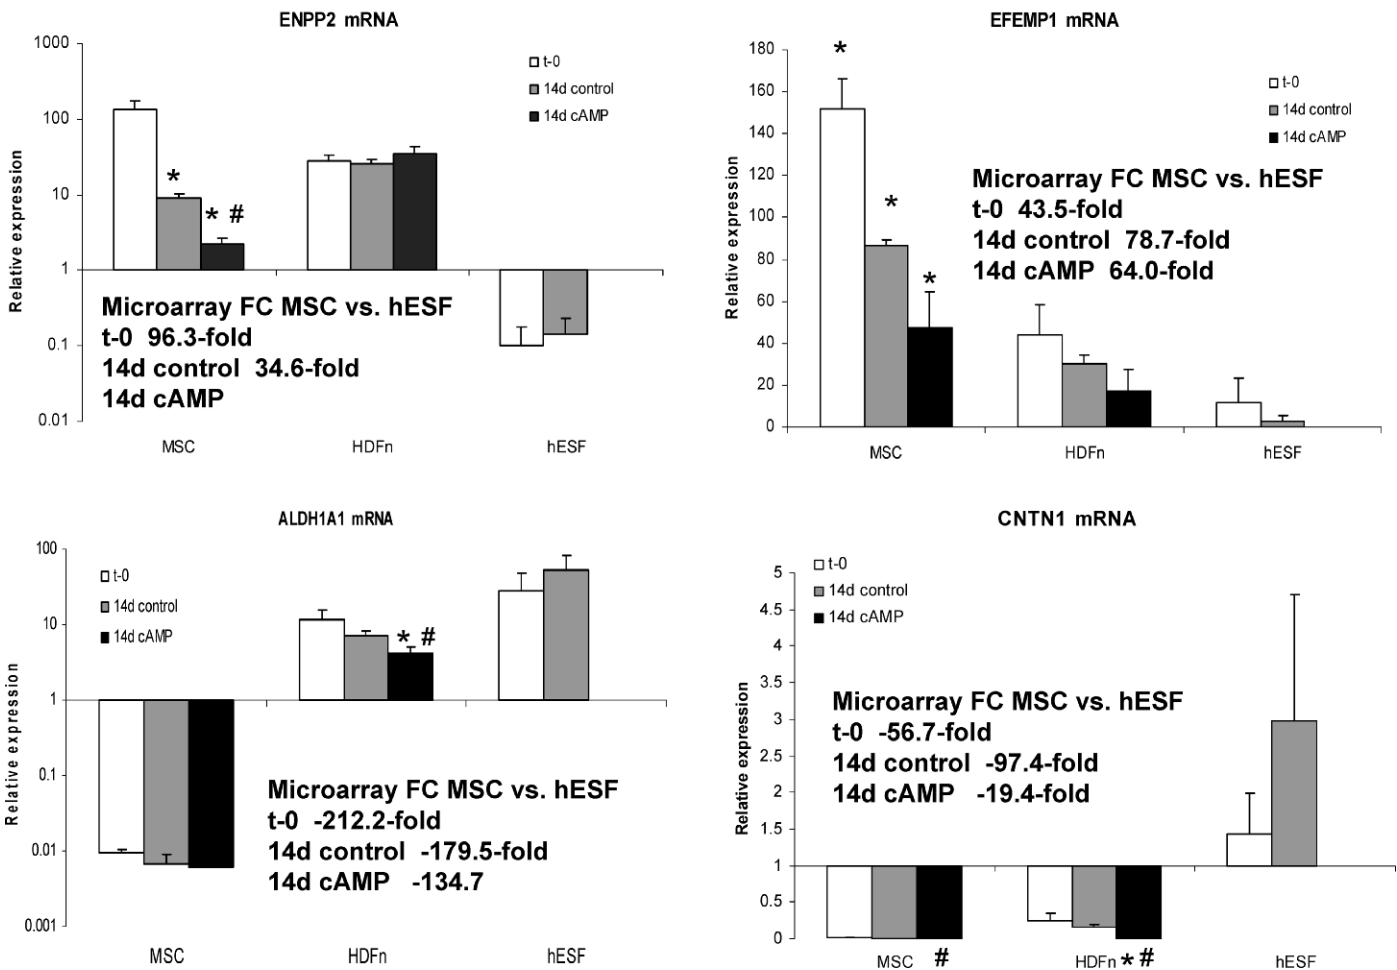 ENPP2 mRNA
1000
100
10
1
0.1
0.01
Relative expression
t-0
14d control
14d cAMP
*
* #
Microarray FC MSC vs. hESF
t-0 96.3-fold
14d control 34.6-fold
14d cAMP
MSC HDFn hESF
EFEMP1 mRNA
180
160
140
120
100
80
60
40
20
0
Relative expression
t-0
14d control
14d cAMP
*
*
*
Microarray FC MSC vs. hESF
t-0 43.5-fold
14d control 78.7-fold
14d cAMP 64.0-fold
MSC HDFn hESF
ALDH1A1 mRNA
100
10
1
0.1
0.01
0.001
Relative expression
t-0
14d control
14d cAMP
* #
Microarray FC MSC vs. hESF
t-0 -212.2-fold
14d control -179.5-fold
14d cAMP -134.7
MSC HDFn hESF
CNTN1 mRNA
5
4.5
4
3.5
3
2.5
2
1.5
1
0.5
0
Relative expression
t-0
14d control
14d cAMP
Microarray FC MSC vs. hESF
t-0 -56.7-fold
14d control -97.4-fold
14d cAMP -19.4-fold
MSC # HDFn * # hESF